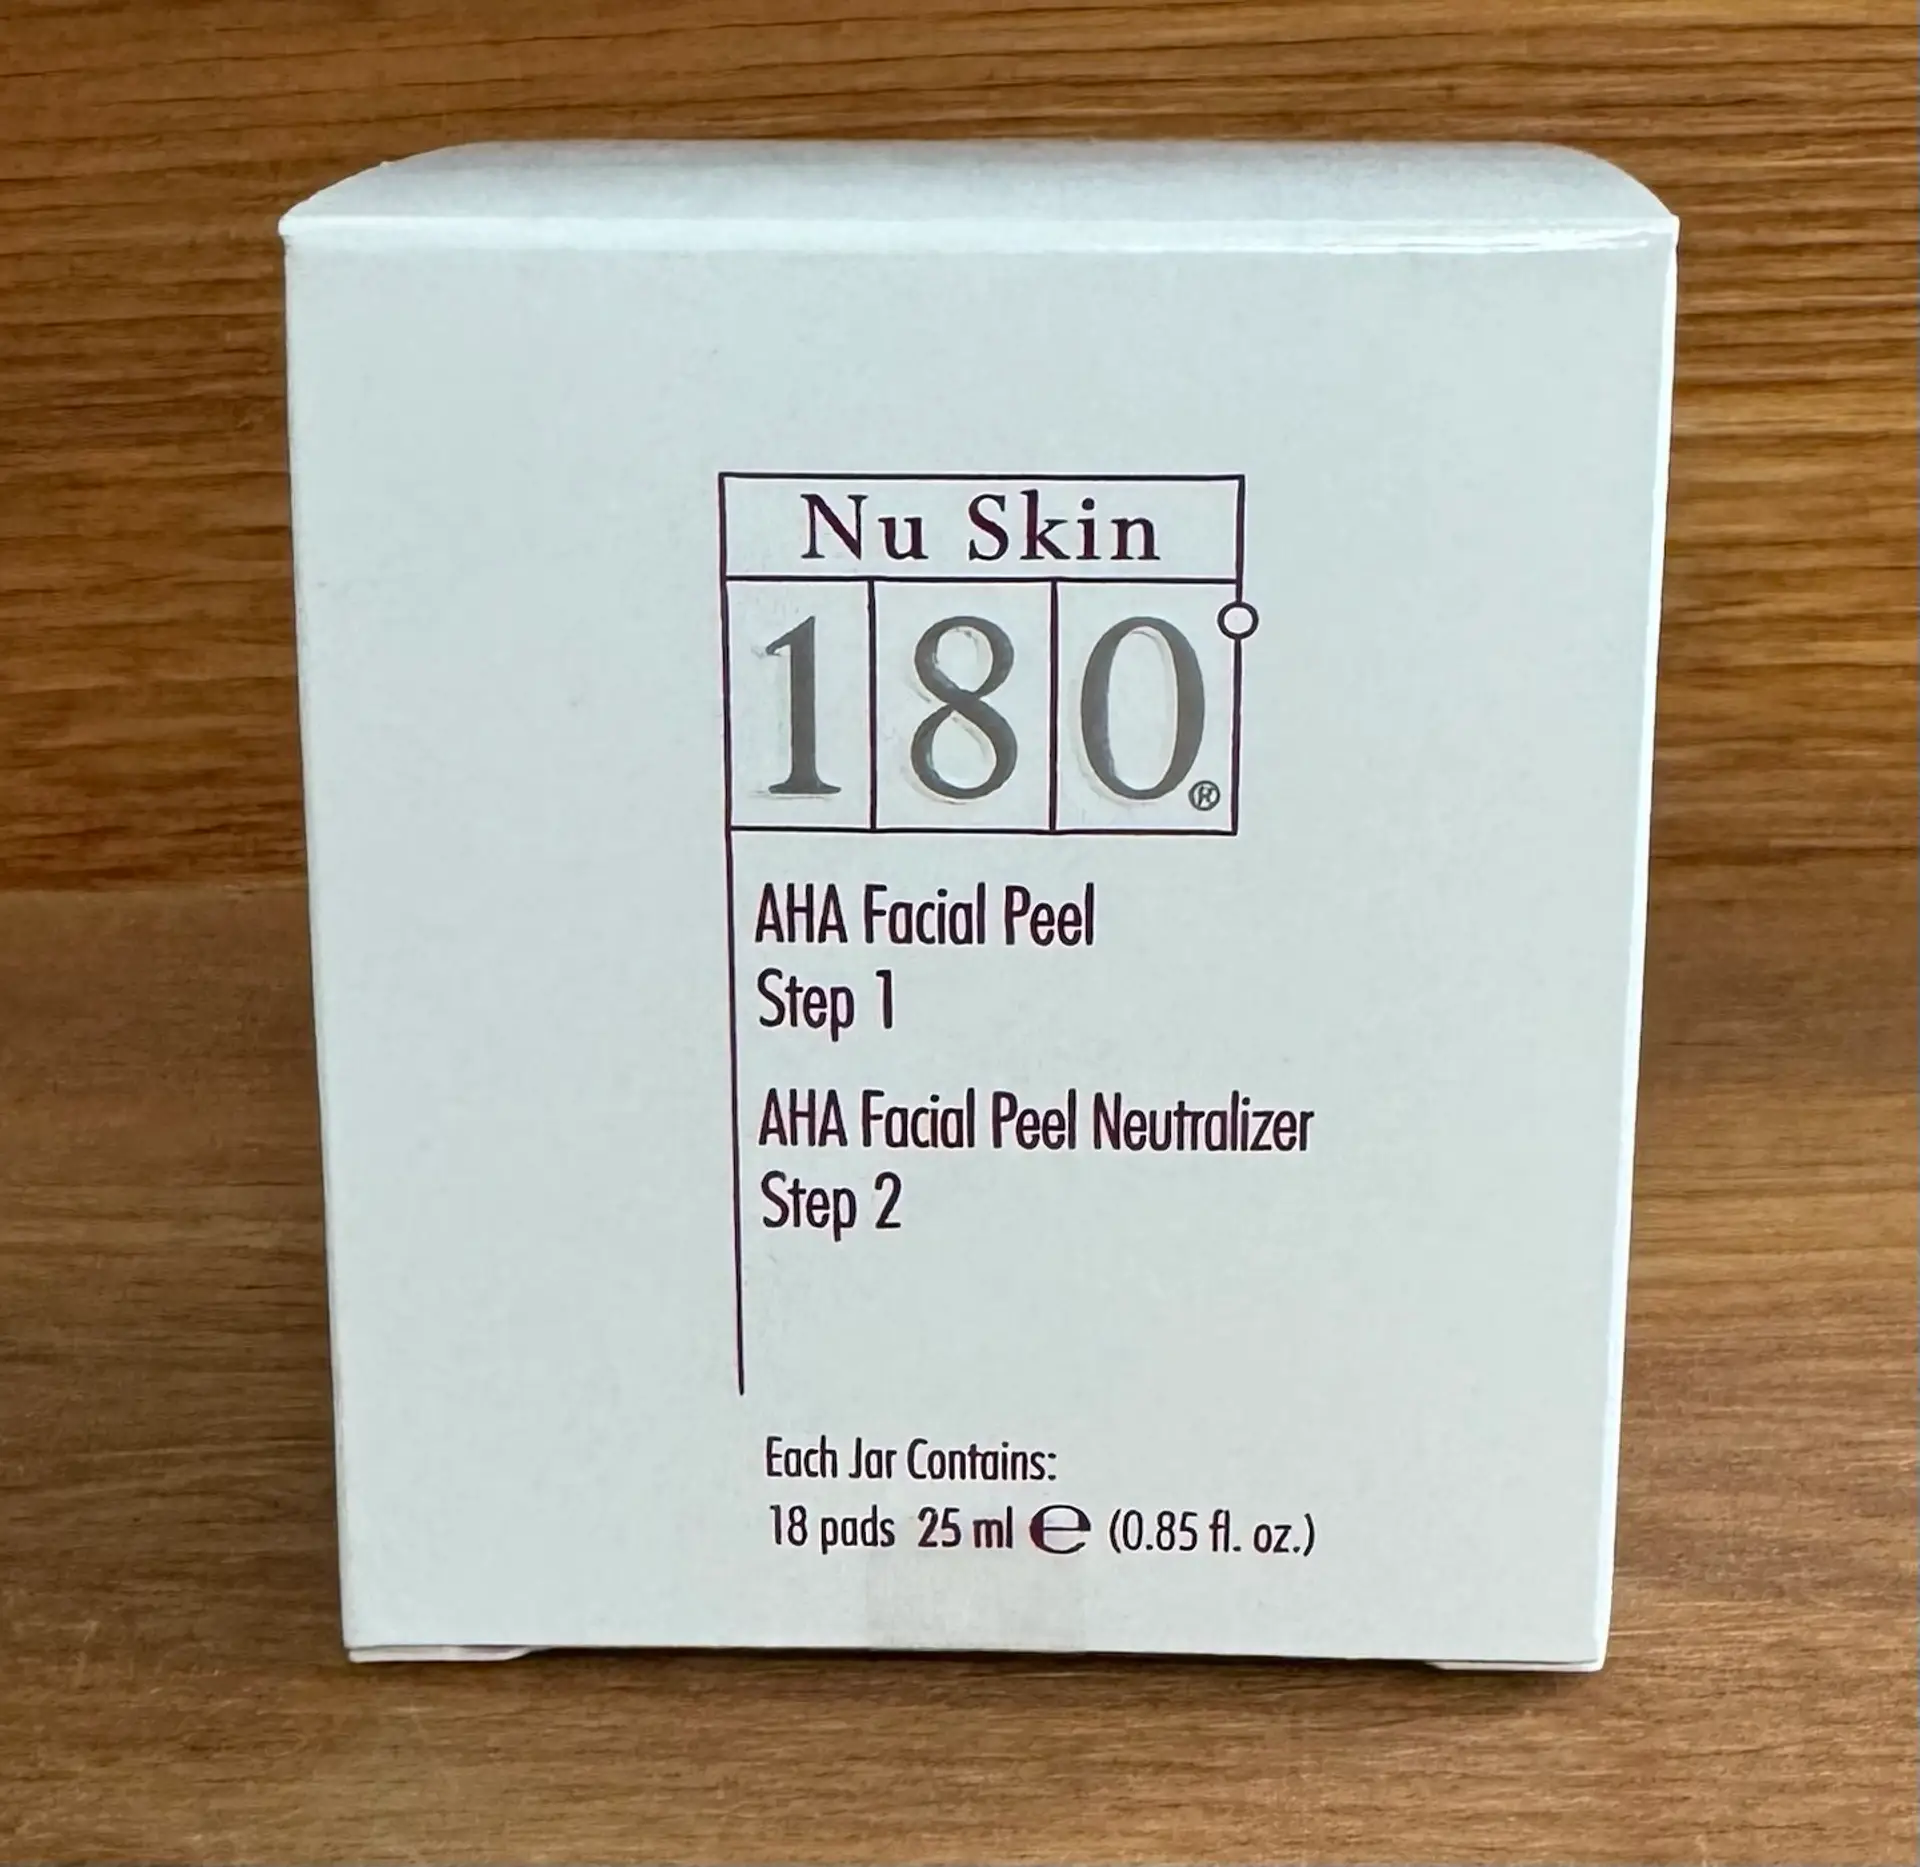 Nu Skin
180®
AHA Facial Peel
Step 1
AHA Facial Peel Neutralizer
Step 2
Each Jar Contains:
18 pads 25 ml ℮ (0.85 fl. oz.)